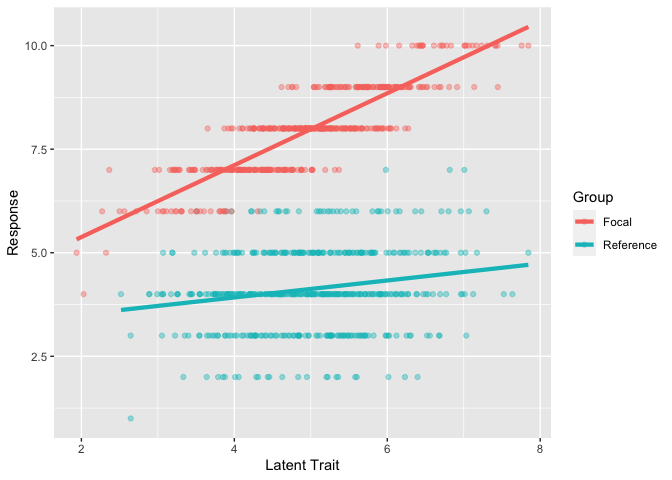 10.0
7.5
5.0
2.5
Response
2
4
6
8
Latent Trait
Group
Focal
Reference